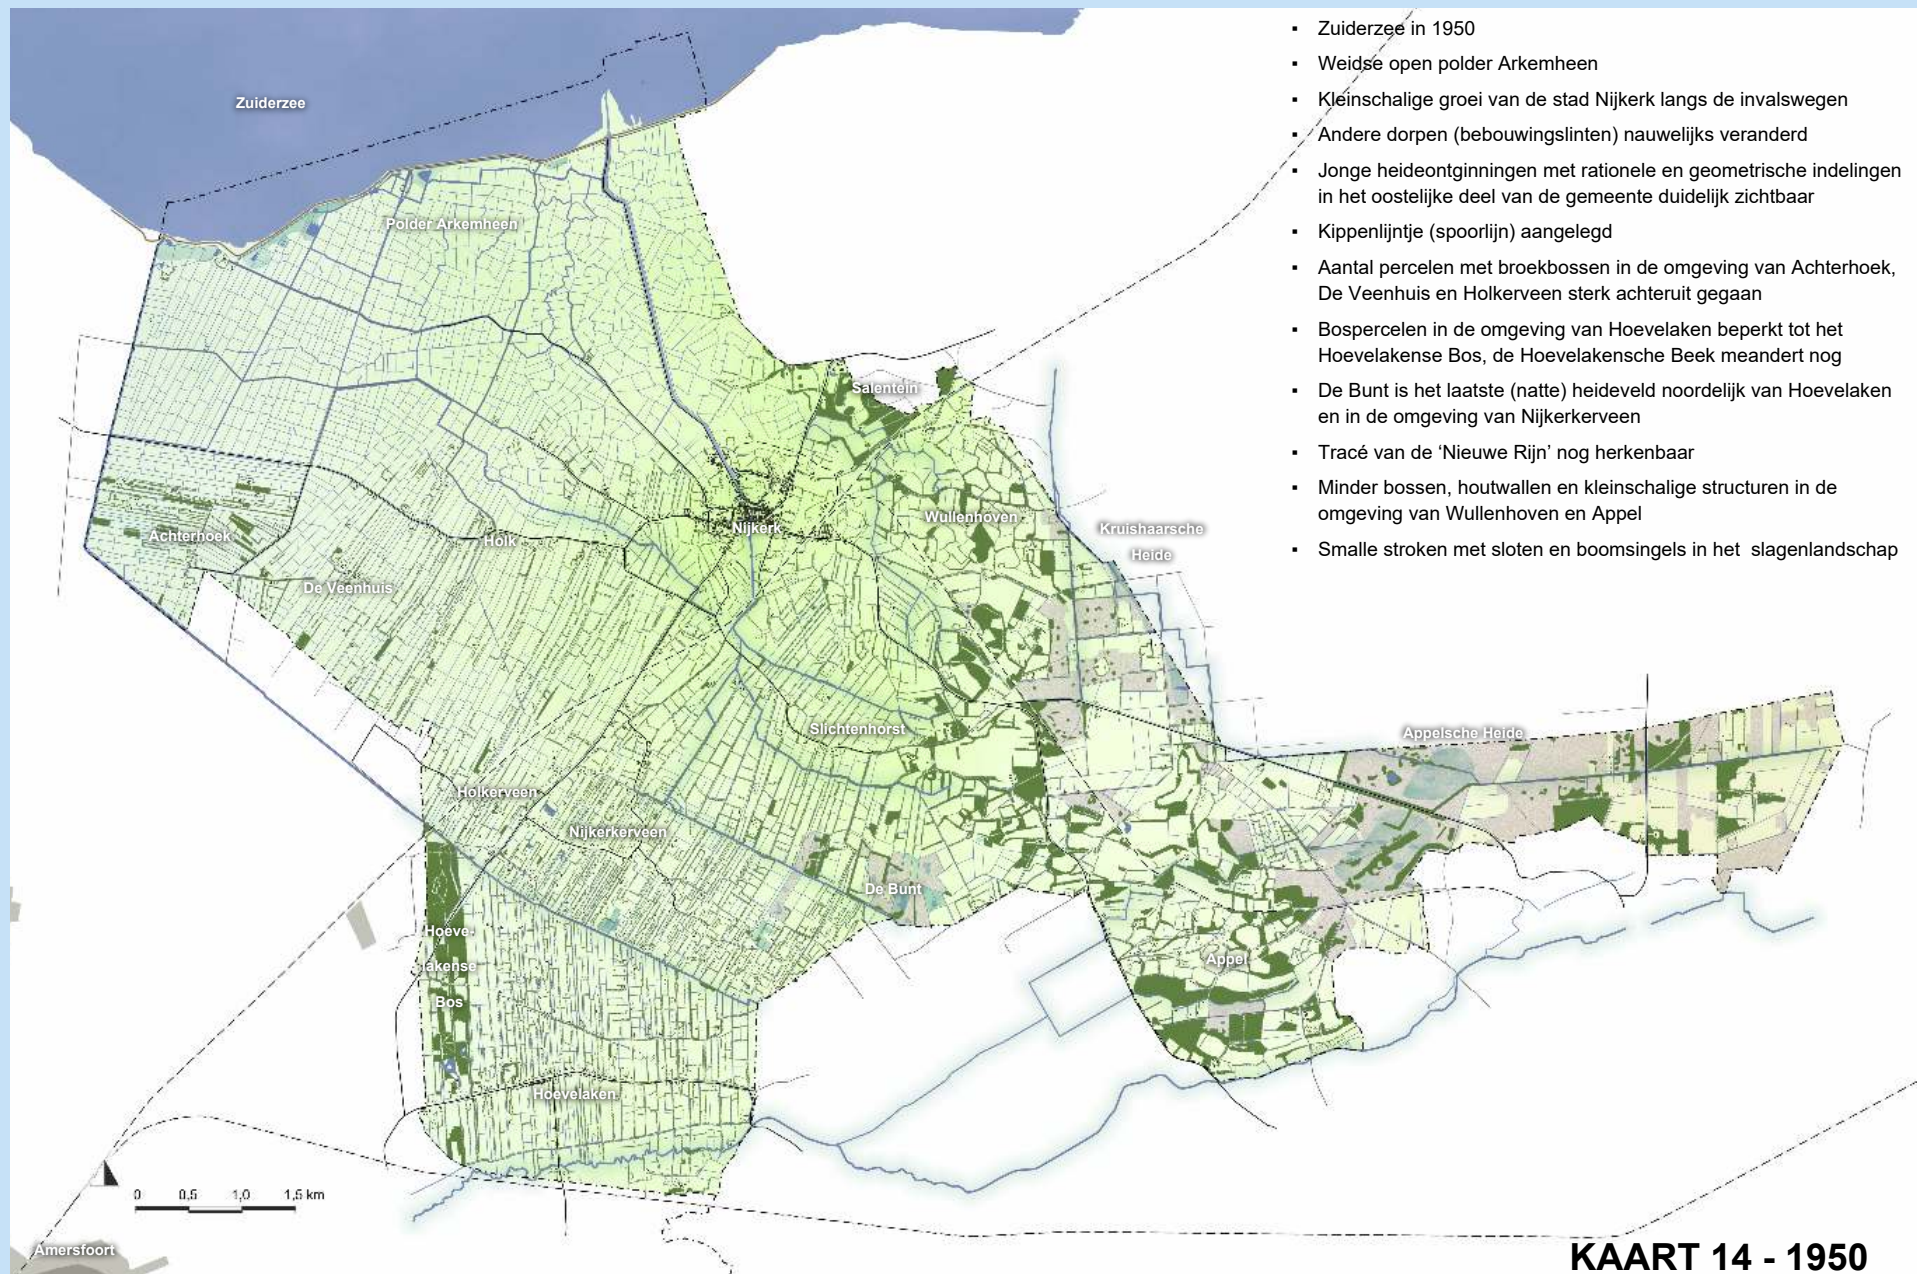 ▪ Zuiderzee in 1950
▪ Weidse open polder Arkemheen
▪ Kleinschalige groei van de stad Nijkerk langs de invalswegen
▪ Andere dorpen (bebouwingslinten) nauwelijks veranderd
▪ Jonge heideontginningen met rationele en geometrische indelingen
in het oostelijke deel van de gemeente duidelijk zichtbaar
▪ Kippenlijntje (spoorlijn) aangelegd
▪ Aantal percelen met broekbossen in de omgeving van Achterhoek,
De Veenhuis en Holkerveen sterk achteruit gegaan
▪ Bospercelen in de omgeving van Hoevelaken beperkt tot het
Hoevelakense Bos, de Hoevelakensche Beek meandert nog
▪ De Bunt is het laatste (natte) heideveld noordelijk van Hoevelaken
en in de omgeving van Nijkerkerveen
▪ Tracé van de ‘Nieuwe Rijn’ nog herkenbaar
▪ Minder bossen, houtwallen en kleinschalige structuren in de
omgeving van Wullenhoven en Appel
▪ Smalle stroken met sloten en boomsingels in het slagenlandschap
Zuiderzee
Polder Arkemheen
Salentein
Nijkerk
Wullenhoven
Kruishaarsche
Heide
Achterhoek
Holk
De Veenhuis
Slichtenhorst
Appelsche Heide
Holkerveen
Nijkerkerveen
De Bunt
Hoeve-
lakense
Bos
Appel
Hoevelaken
0 0,5 1,0 1,5 km
Amersfoort
KAART 14 - 1950